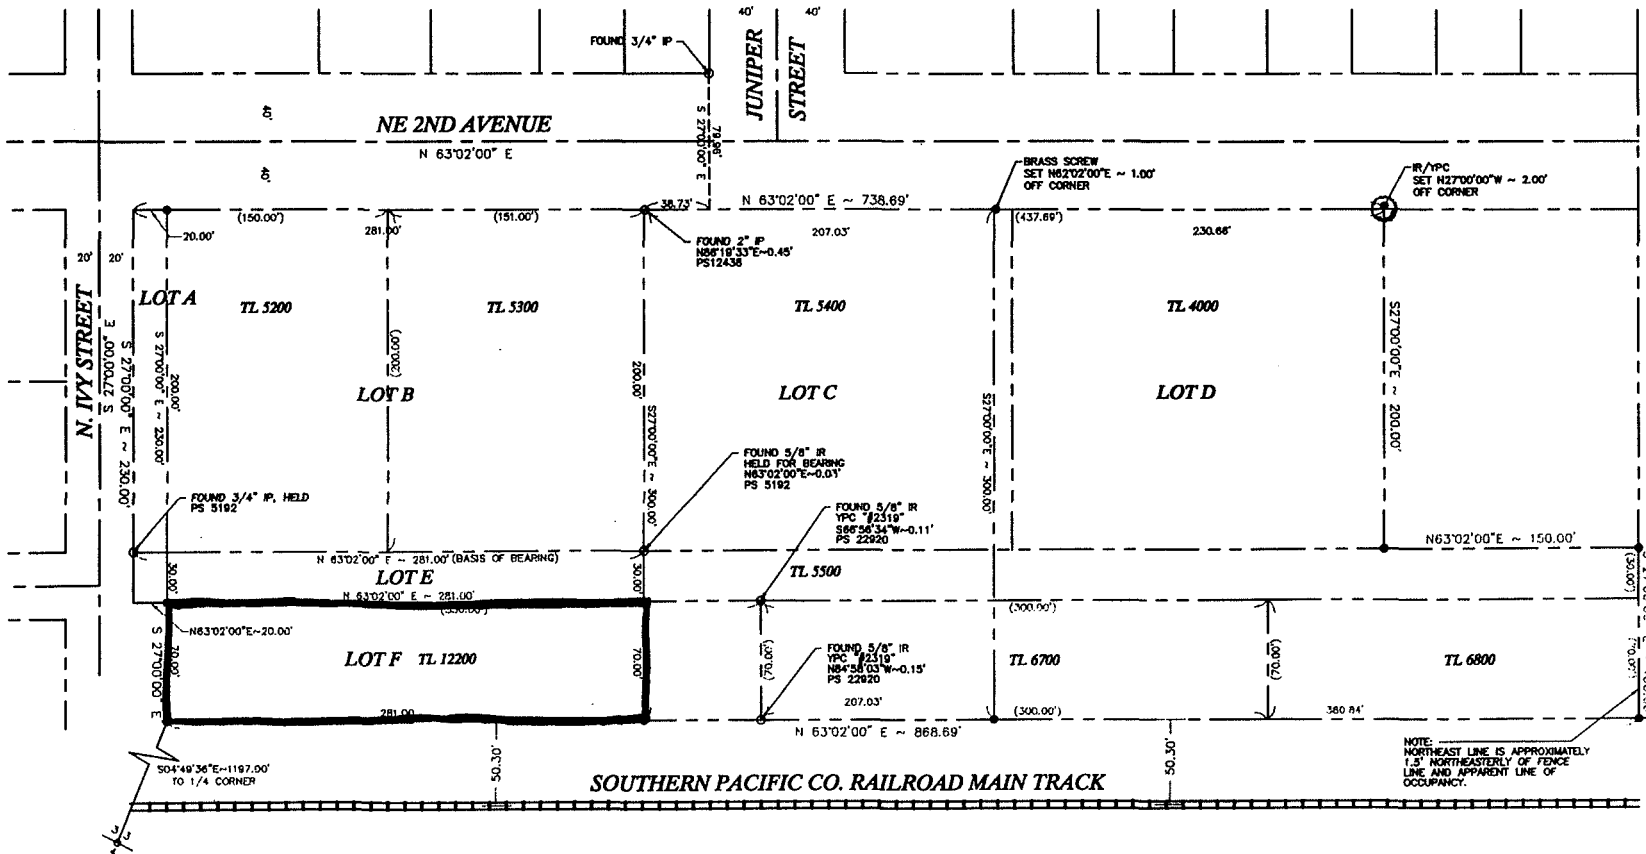 40'
40'
FOUND 3/4" IP
JUNIPER
STREET
40'
NE 2ND AVENUE
N 63°02'00" E
S 27°00'00" E
79.96'
40'
BRASS SCREW
SET N62°02'00"E ~ 1.00'
OFF CORNER
IR/YPC
SET N27°00'00"W ~ 2.00'
OFF CORNER
38.73'
N 63°02'00" E ~ 738.69'
(150.00')
(151.00')
(437.69')
20.00'
281.00'
207.03'
230.66'
FOUND 2" IP
N86°19'33"E~0.45'
PS12436
20'
20'
LOT A
TL 5200
TL 5300
TL 5400
TL 4000
N. IVY STREET
S 27°00'00" E
S 27°00'00" E ~ 230.00'
S 27°00'00" E ~ 230.00'
200.00'
(200.00')
200.00'
S27°00'00"E ~ 300.00'
S27°00'00"E ~ 300.00'
S27°00'00"E ~ 200.00'
LOT B
LOT C
LOT D
FOUND 5/8" IR
HELD FOR BEARING
N63°02'00"E~0.03'
PS 5192
FOUND 3/4" IP, HELD
PS 5192
FOUND 5/8" IR
YPC "#2319"
S66°56'34"W~0.11'
PS 22920
N63°02'00"E ~ 150.00'
N 63°02'00" E ~ 281.00' (BASIS OF BEARING)
30.00'
LOT E
30.00'
TL 5500
(30.00')
N 63°02'00" E ~ 281.00'
(300.00')
N63°02'00"E~20.00'
S 27°00'00" E
70.00'
LOT F TL 12200
70.00'
(70.00')
FOUND 5/8" IR
YPC "#2319"
N84°58'03"W~0.15'
PS 22920
TL 6700
(70.00')
TL 6800
(70.00')
281.00
207.03'
(300.00')
380.84'
N 63°02'00" E ~ 868.69'
NOTE:
NORTHEAST LINE IS APPROXIMATELY
1.5' NORTHEASTERLY OF FENCE
LINE AND APPARENT LINE OF
OCCUPANCY.
S04°49'36"E~1197.00'
TO 1/4 CORNER
50.30'
50.30'
SOUTHERN PACIFIC CO. RAILROAD MAIN TRACK
3
3